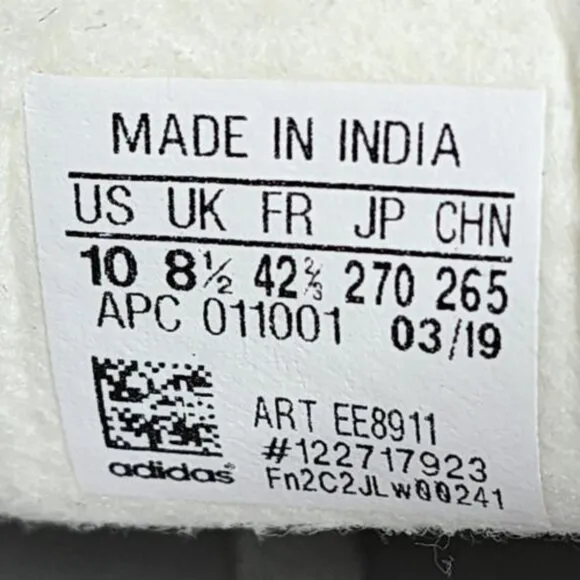 MADE IN INDIA
US UK FR JP CHN
10 8½ 42⅔ 270 265
APC 011001 03/19
ART EE8911
#122717923
adidas Fn2C2JLw00241